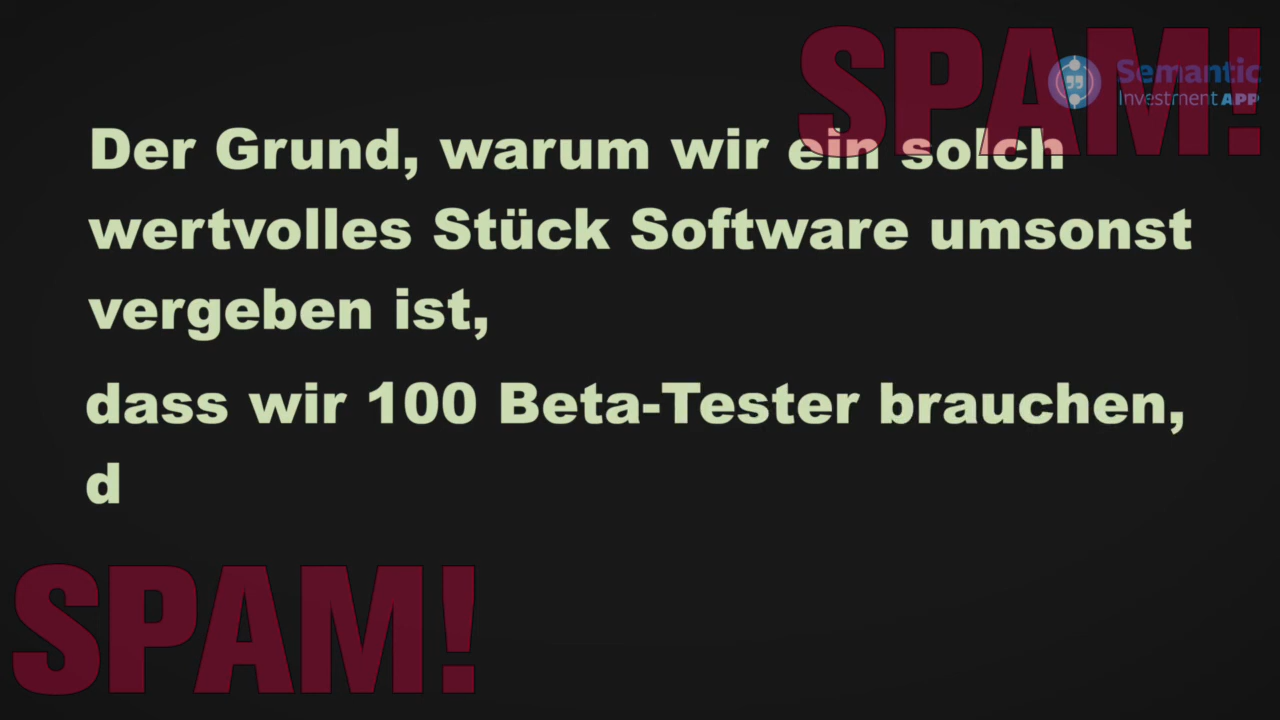 SPAM!
Semantic
Investment APP
Der Grund, warum wir ein solch
wertvolles Stück Software umsonst
vergeben ist,
dass wir 100 Beta-Tester brauchen,
d
SPAM!